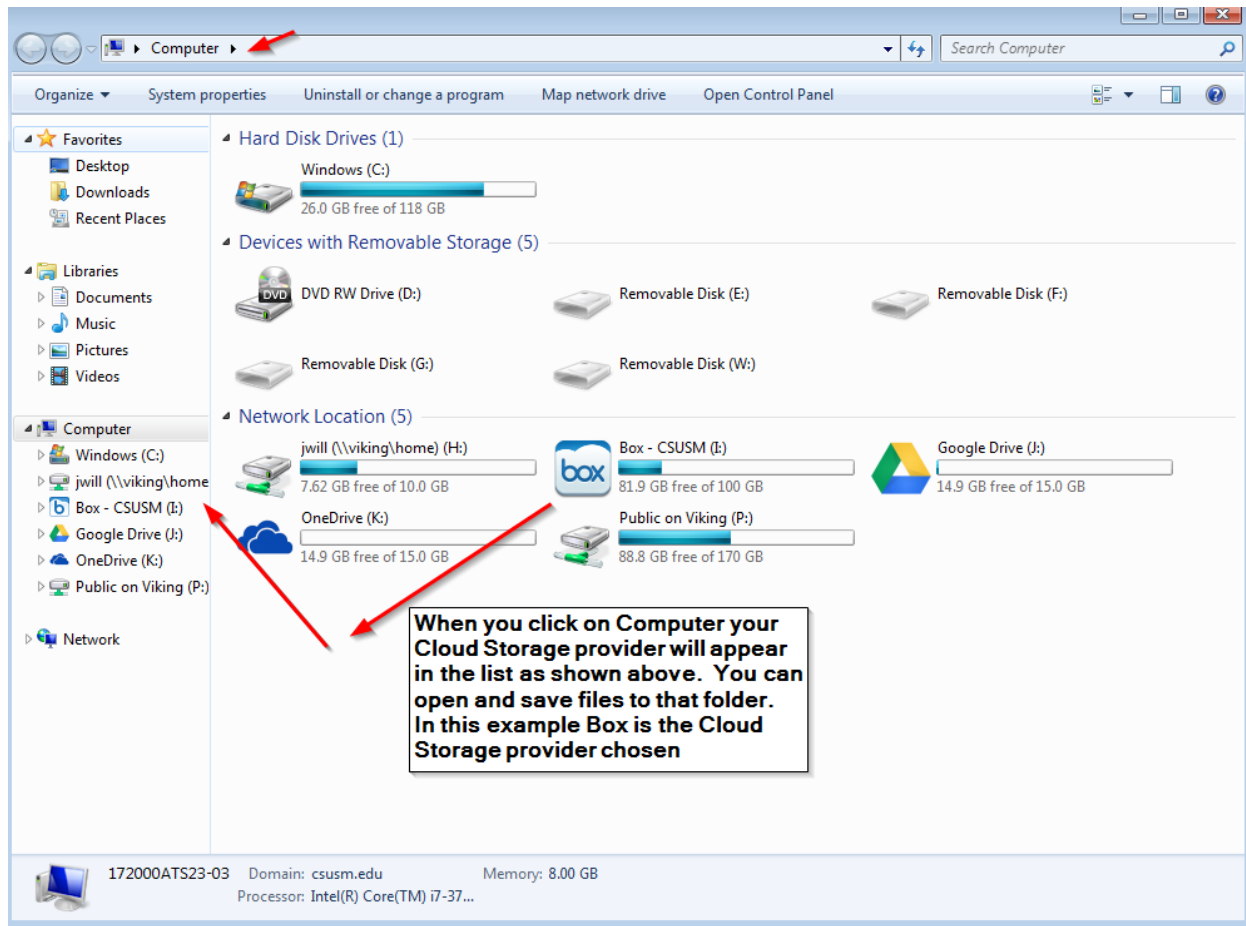 Computer
Search Computer
Organize
System properties
Uninstall or change a program
Map network drive
Open Control Panel
Favorites
Desktop
Downloads
Recent Places
Libraries
Documents
Music
Pictures
Videos
Computer
Windows (C:)
jwill (\\viking\home
Box - CSUSM (I:)
Google Drive (J:)
OneDrive (K:)
Public on Viking (P:)
Network
Hard Disk Drives (1)
Windows (C:)
26.0 GB free of 118 GB
Devices with Removable Storage (5)
DVD
DVD RW Drive (D:)
Removable Disk (E:)
Removable Disk (F:)
Removable Disk (G:)
Removable Disk (W:)
Network Location (5)
jwill (\\viking\home) (H:)
7.62 GB free of 10.0 GB
box
Box - CSUSM (I:)
81.9 GB free of 100 GB
Google Drive (J:)
14.9 GB free of 15.0 GB
OneDrive (K:)
14.9 GB free of 15.0 GB
Public on Viking (P:)
88.8 GB free of 170 GB
When you click on Computer your
Cloud Storage provider will appear
in the list as shown above. You can
open and save files to that folder.
In this example Box is the Cloud
Storage provider chosen
172000ATS23-03 Domain: csusm.edu Memory: 8.00 GB
Processor: Intel(R) Core(TM) i7-37...